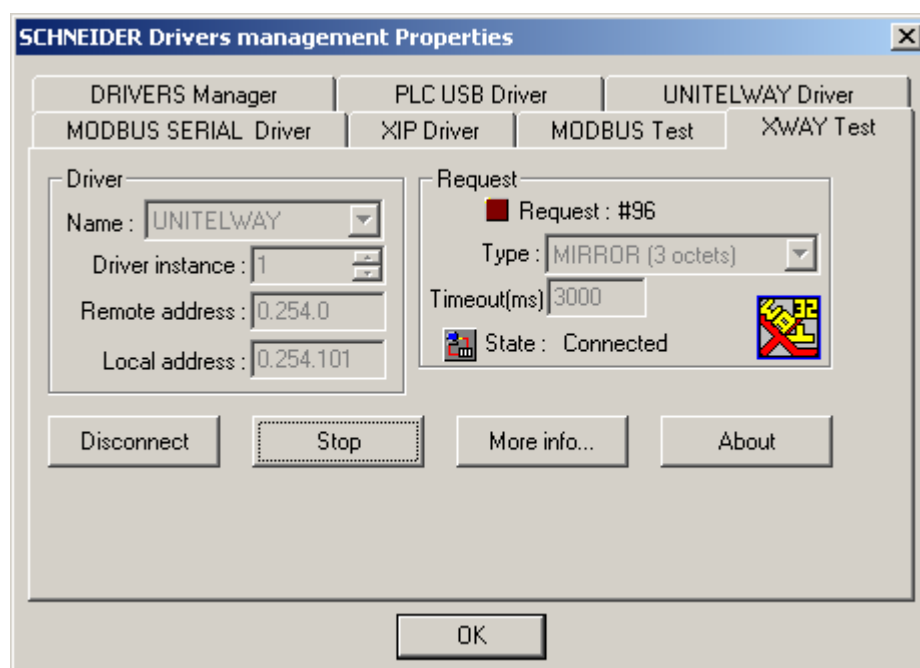 SCHNEIDER Drivers management Properties
DRIVERS Manager
PLC USB Driver
UNITELWAY Driver
MODBUS SERIAL Driver
XIP Driver
MODBUS Test
XWAY Test
Driver
Name : UNITELWAY
Driver instance : 1
Remote address : 0.254.0
Local address : 0.254.101
Request
Request : #96
Type : MIRROR (3 octets)
Timeout(ms) 3000
State : Connected
Disconnect
Stop
More info...
About
OK